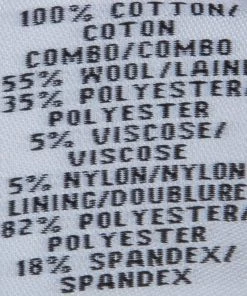 100% COTTON/
COTON
COMBO/COMBO
55% WOOL/LAINE
35% POLYESTER/
POLYESTER
5% VISCOSE/
VISCOSE
5% NYLON/NYLON
LINING/DOUBLURE
82% POLYESTER/
POLYESTER
18% SPANDEX/
SPANDEX